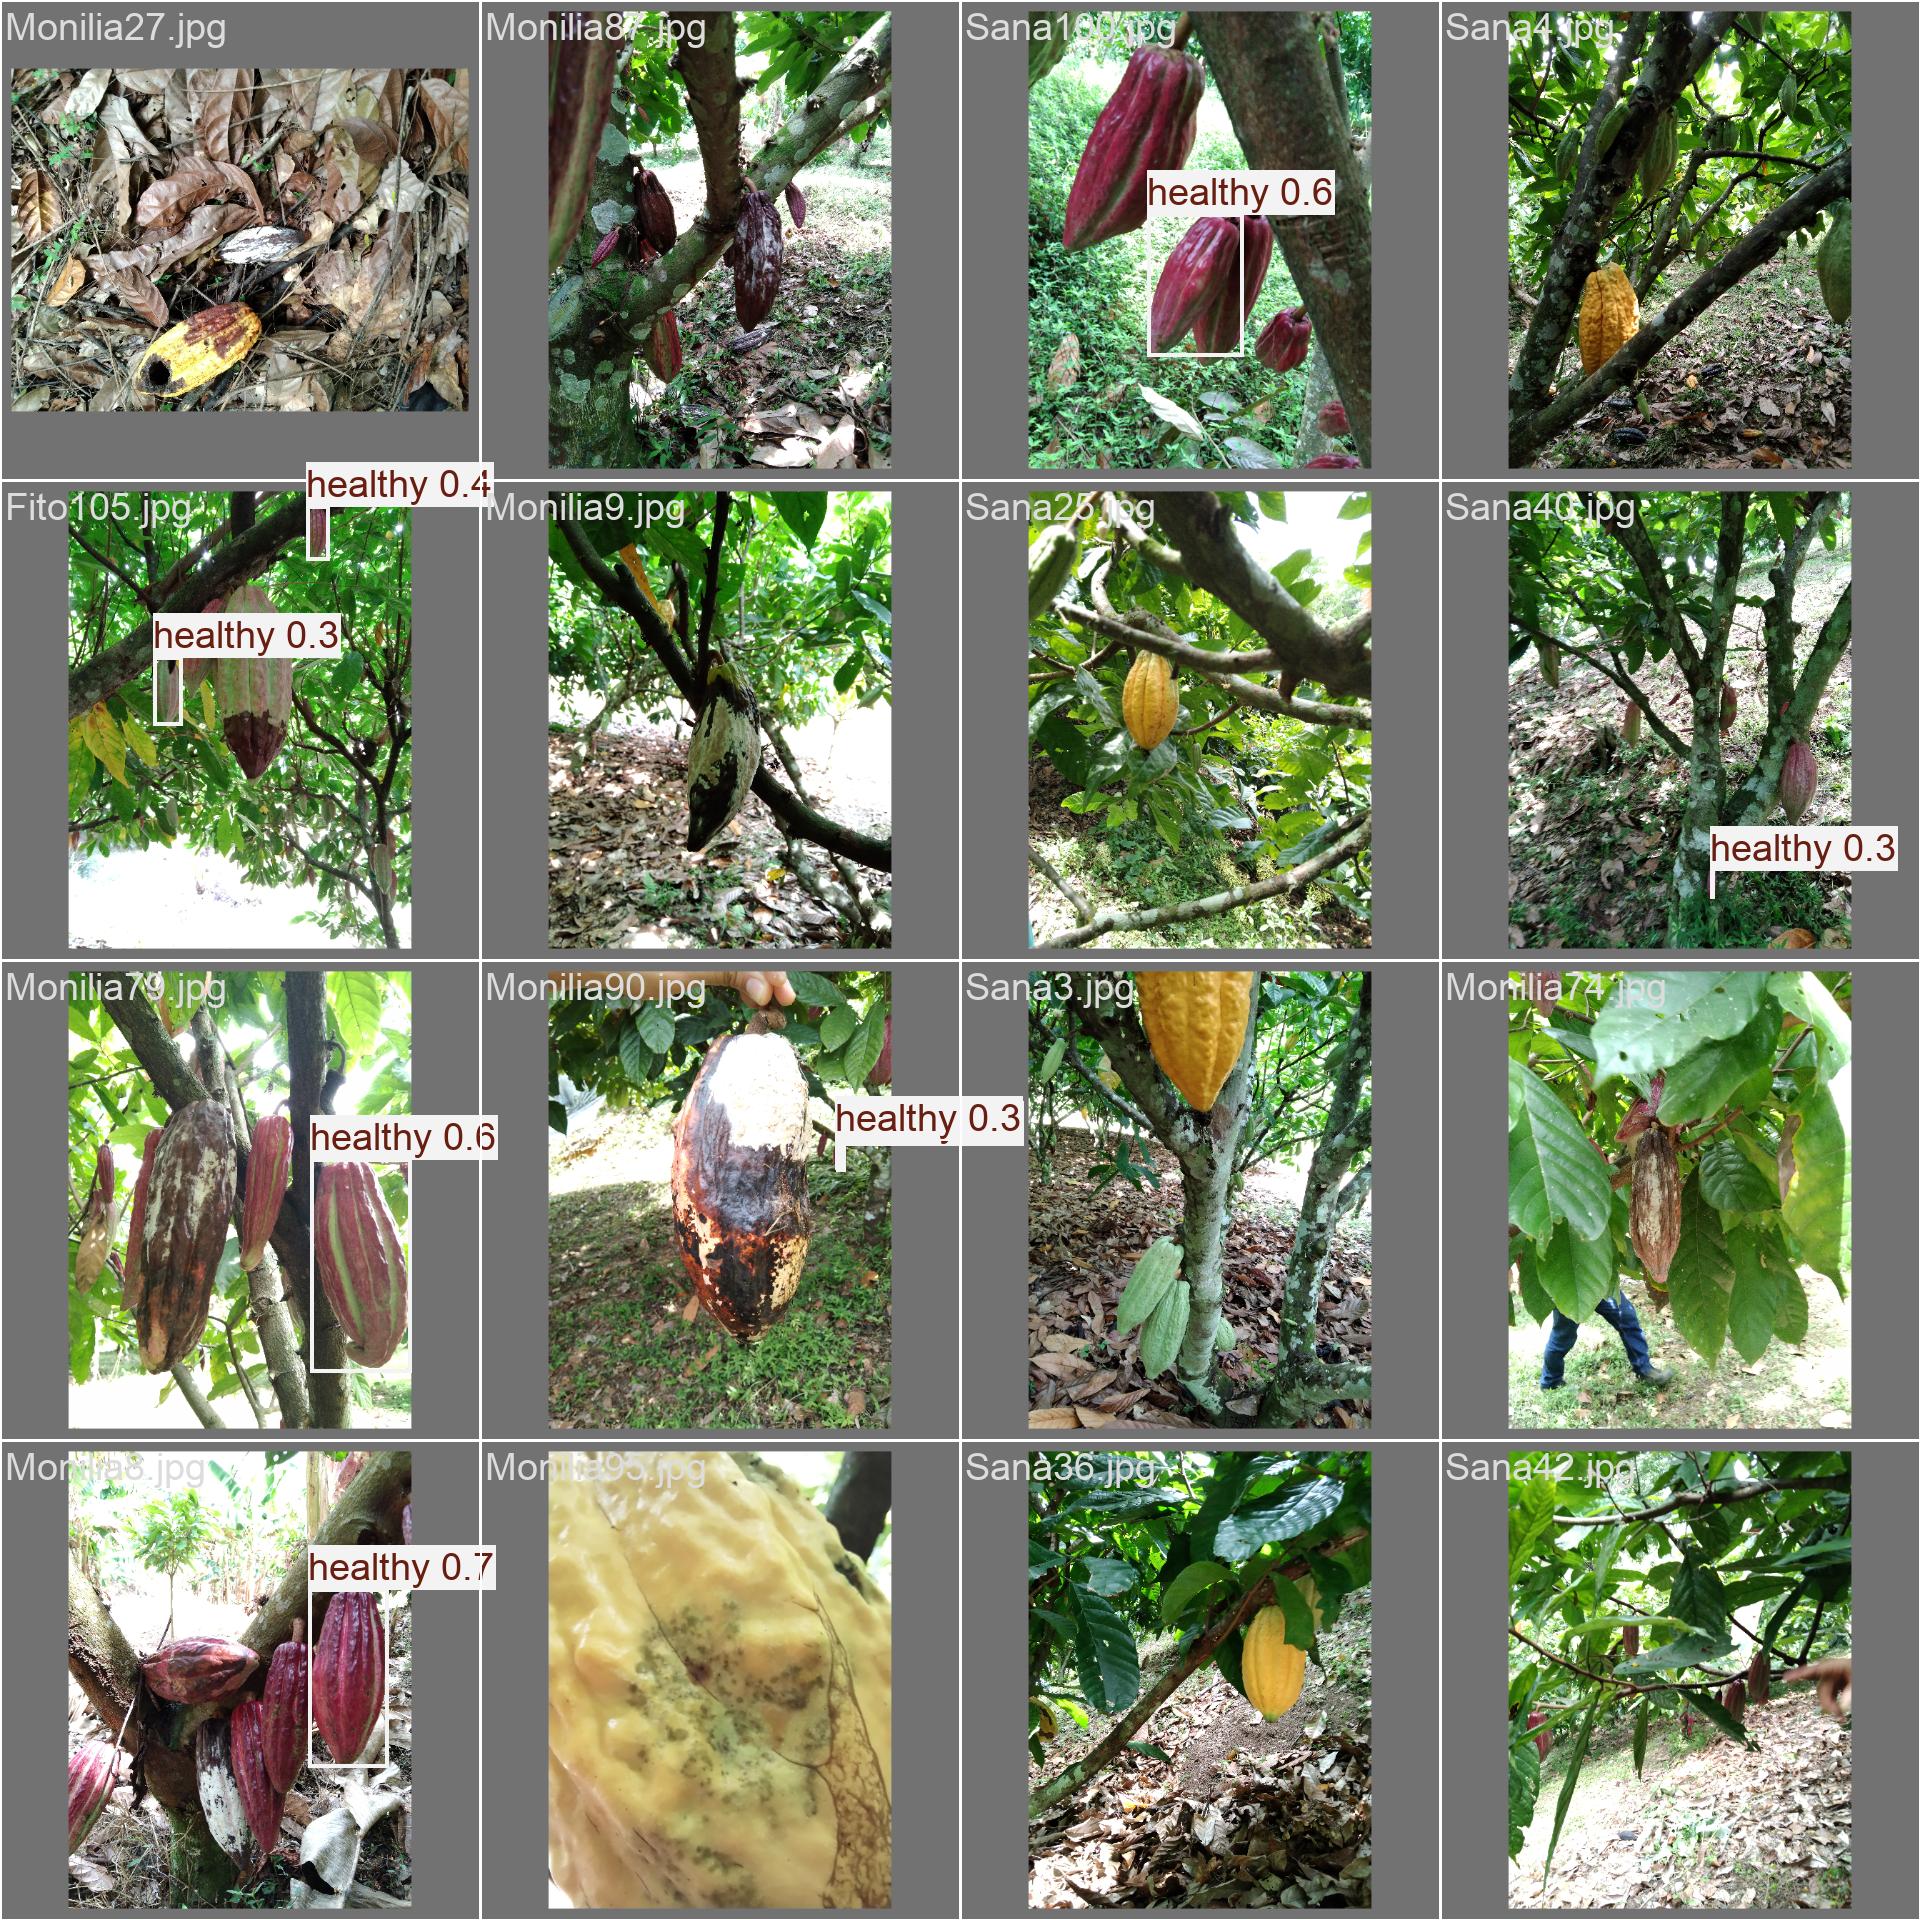 Monilia27.jpg
Monilia87.jpg
Sana100.jpg
Sana4.jpg
healthy 0.6
Fito105.jpg
healthy 0.4
Monilia9.jpg
Sana25.jpg
Sana40.jpg
healthy 0.3
healthy 0.3
Monilia79.jpg
Monilia90.jpg
Sana3.jpg
Monilia74.jpg
healthy 0.6
healthy 0.3
Monilia8.jpg
Monilia95.jpg
Sana36.jpg
Sana42.jpg
healthy 0.7